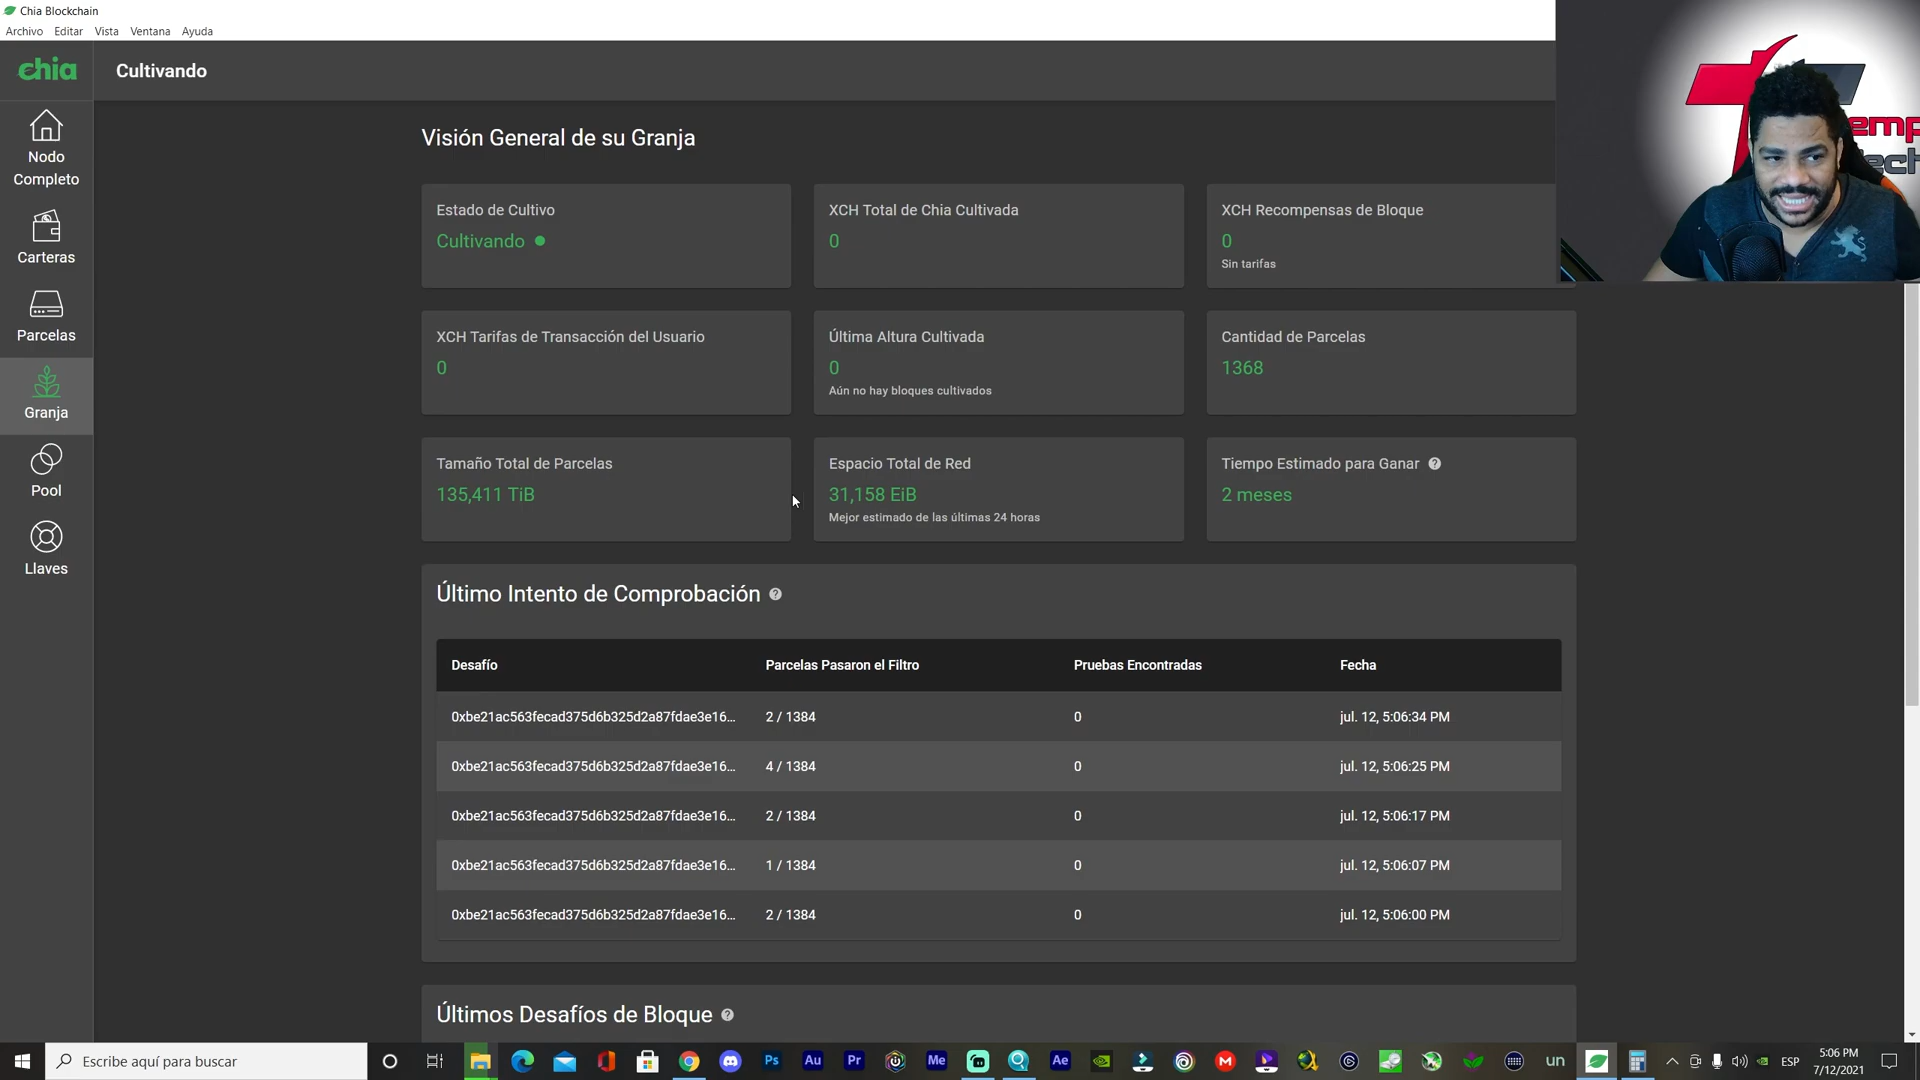 Chia Blockchain
Archivo Editar Vista Ventana Ayuda
chia
Cultivando
Nodo
Completo
Carteras
Parcelas
Granja
Pool
Llaves
Visión General de su Granja
Estado de Cultivo
Cultivando
XCH Total de Chia Cultivada
0
XCH Recompensas de Bloque
0
Sin tarifas
XCH Tarifas de Transacción del Usuario
0
Última Altura Cultivada
0
Aún no hay bloques cultivados
Cantidad de Parcelas
1368
Tamaño Total de Parcelas
135,411 TiB
Espacio Total de Red
31,158 EiB
Mejor estimado de las últimas 24 horas
Tiempo Estimado para Ganar ?
2 meses
Último Intento de Comprobación ?
Desafío Parcelas Pasaron el Filtro Pruebas Encontradas Fecha
0xbe21ac563fecad375d6b325d2a87fdae3e16... 2 / 1384 0 jul. 12, 5:06:34 PM
0xbe21ac563fecad375d6b325d2a87fdae3e16... 4 / 1384 0 jul. 12, 5:06:25 PM
0xbe21ac563fecad375d6b325d2a87fdae3e16... 2 / 1384 0 jul. 12, 5:06:17 PM
0xbe21ac563fecad375d6b325d2a87fdae3e16... 1 / 1384 0 jul. 12, 5:06:07 PM
0xbe21ac563fecad375d6b325d2a87fdae3e16... 2 / 1384 0 jul. 12, 5:06:00 PM
Últimos Desafíos de Bloque ?
Escribe aquí para buscar
Ps Au Pr Me Ae M un
ESP
5:06 PM
7/12/2021